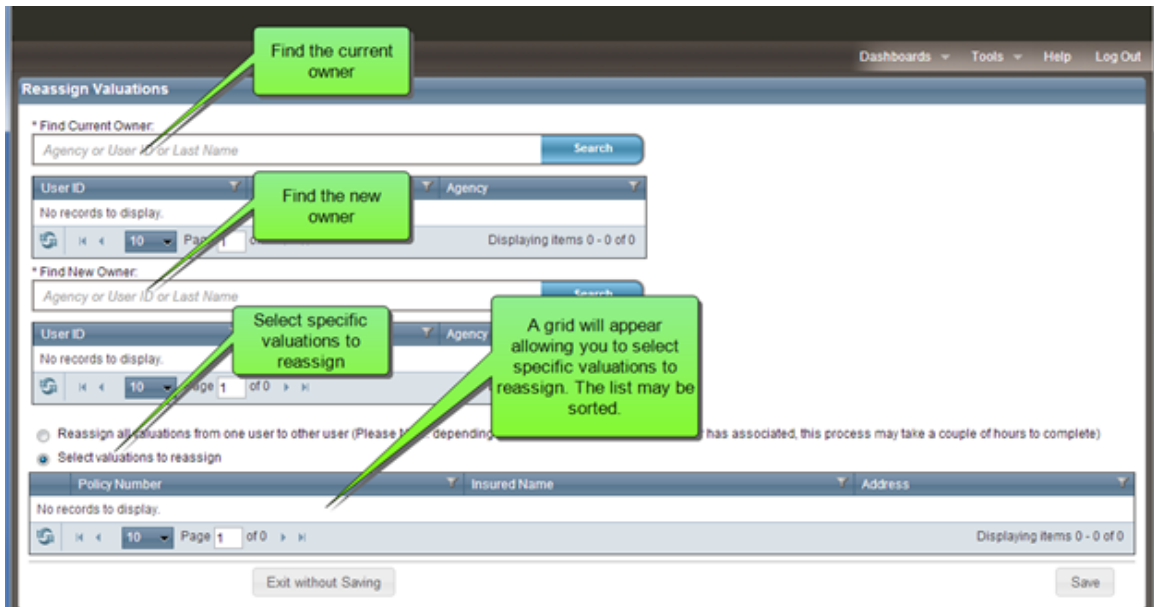 Find the current
owner
Dashboards Tools Help Log Out
Reassign Valuations
* Find Current Owner:
Agency or User ID or Last Name Search
User ID Agency
No records to display.
Find the new
owner
10 Page 1 Displaying items 0 - 0 of 0
* Find New Owner:
Agency or User ID or Last Name Search
User ID Agency
No records to display.
10 Page 1 of 0
Select specific
valuations to
reassign
A grid will appear
allowing you to select
specific valuations to
reassign. The list may be
sorted.
Reassign all valuations from one user to other user (Please depending has associated, this process may take a couple of hours to complete)
Select valuations to reassign
Policy Number Insured Name Address
No records to display.
10 Page 1 of 0 Displaying items 0 - 0 of 0
Exit without Saving Save